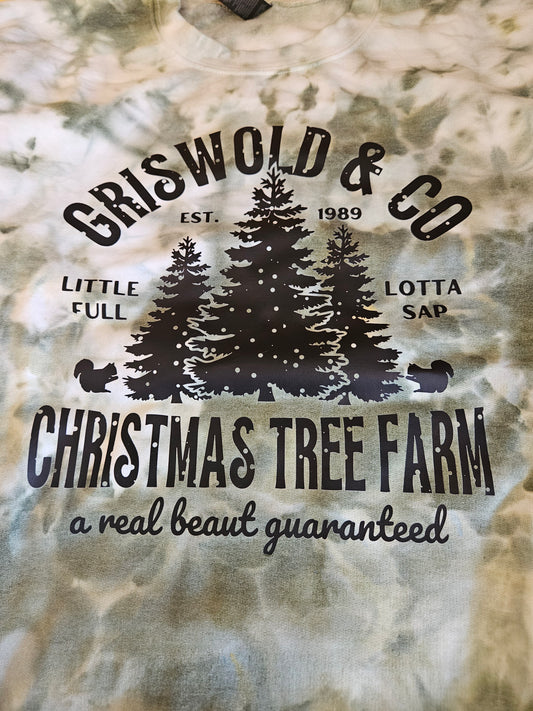 GRISWOLD & CO
EST. 1989
LITTLE FULL
LOTTA SAP
CHRISTMAS TREE FARM
a real beaut guaranteed